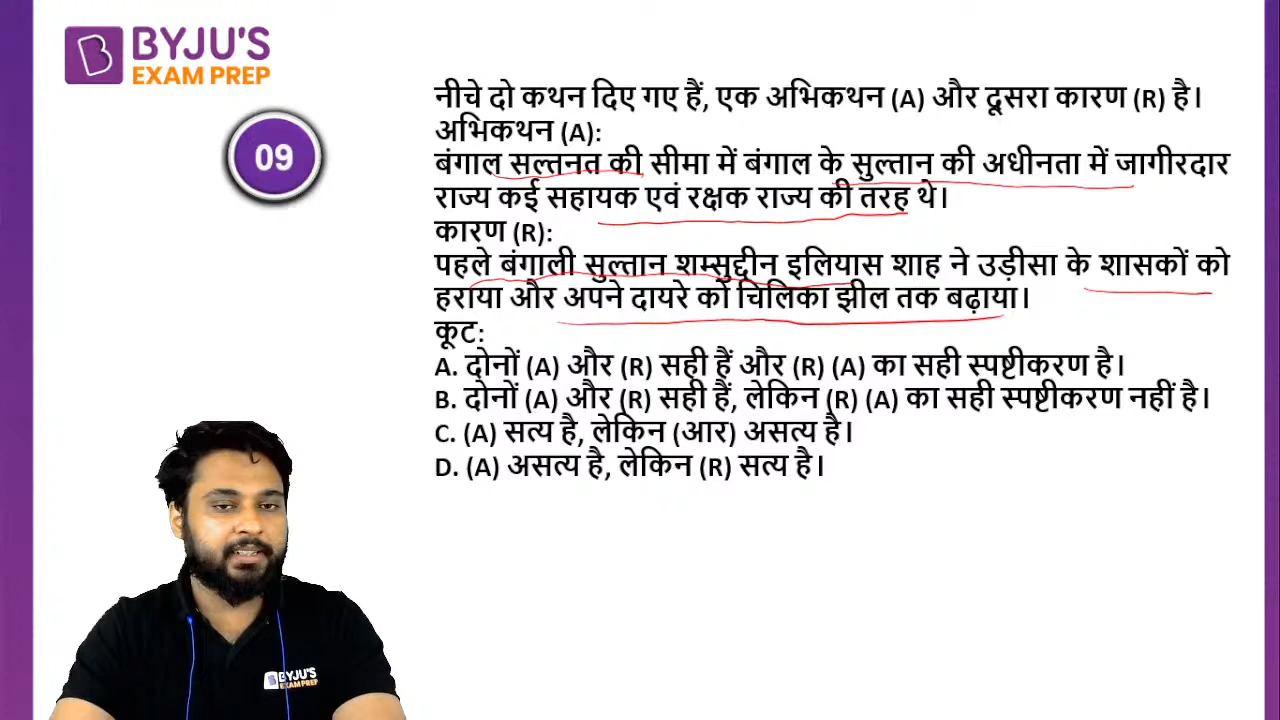 BYJU'S
EXAM PREP
09
नीचे दो कथन दिए गए हैं, एक अभिकथन (A) और दूसरा कारण (R) है।
अभिकथन (A):
बंगाल सल्तनत की सीमा में बंगाल के सुल्तान की अधीनता में जागीरदार
राज्य कई सहायक एवं रक्षक राज्य की तरह थे।
कारण (R):
पहले बंगाली सुल्तान शम्सुद्दीन इलियास शाह ने उड़ीसा के शासकों को
हराया और अपने दायरे को चिलिका झील तक बढ़ाया।
कूट:
A. दोनों (A) और (R) सही हैं और (R) (A) का सही स्पष्टीकरण है।
B. दोनों (A) और (R) सही हैं, लेकिन (R) (A) का सही स्पष्टीकरण नहीं है।
C. (A) सत्य है, लेकिन (आर) असत्य है।
D. (A) असत्य है, लेकिन (R) सत्य है।
BYJU'S
EXAM PREP